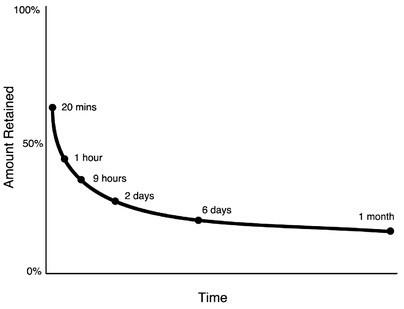 100%
20 mins
Amount Retained
50%
1 hour
9 hours
2 days
6 days
1 month
0%
Time